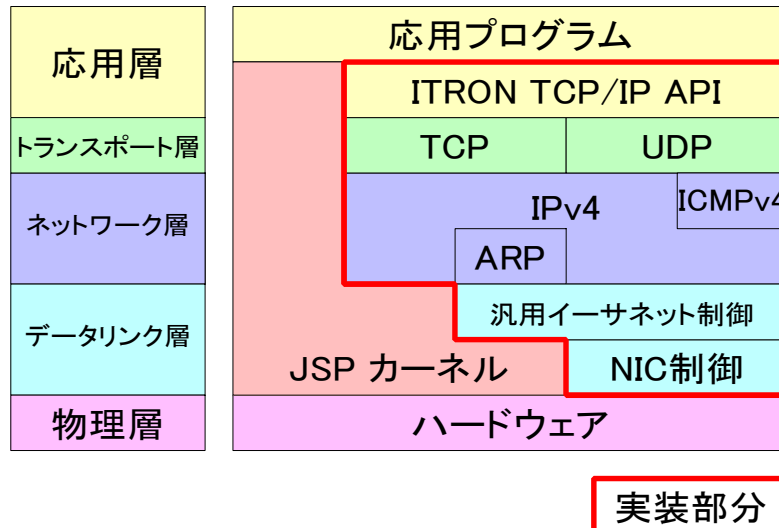 応用層
トランスポート層
ネットワーク層
データリンク層
物理層
応用プログラム
ITRON TCP/IP API
TCP
UDP
IPv4
ICMPv4
ARP
汎用イーサネット制御
JSP カーネル
NIC制御
ハードウェア
実装部分